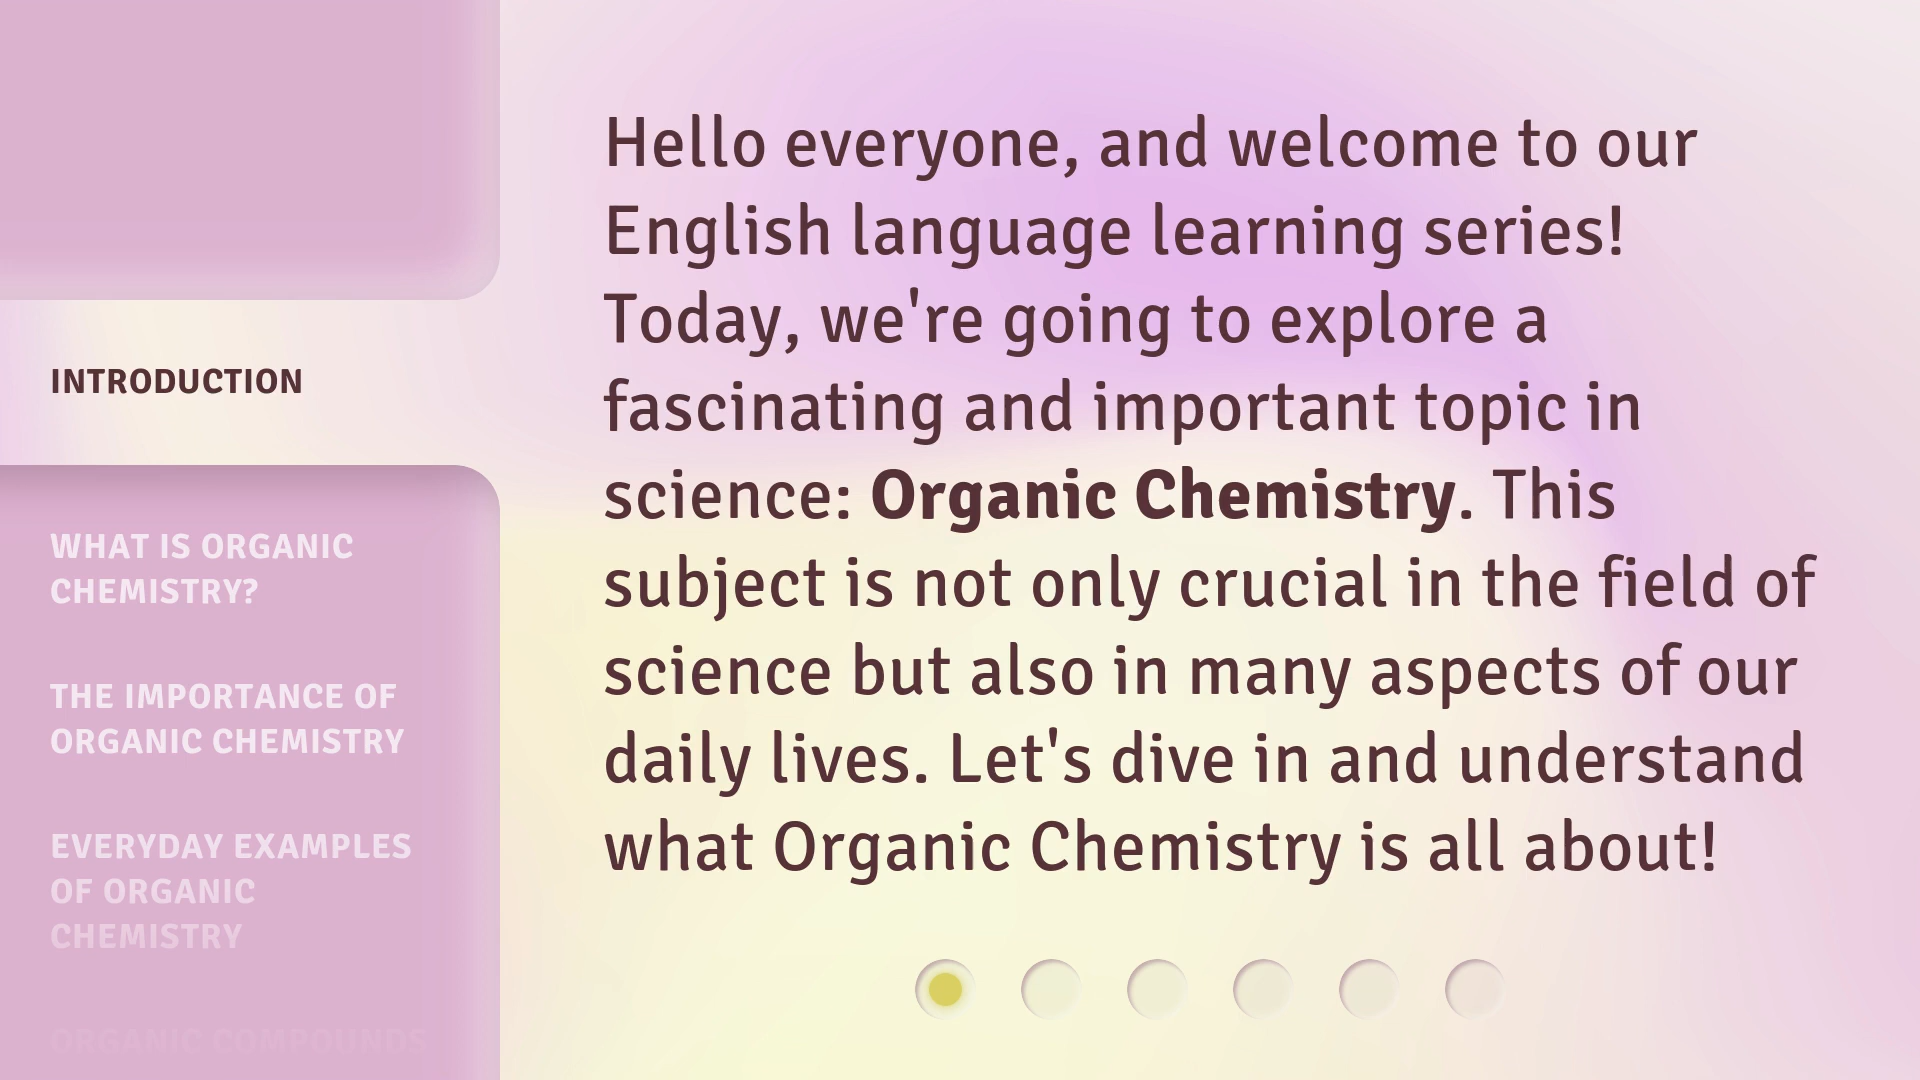 INTRODUCTION
WHAT IS ORGANIC
CHEMISTRY?
THE IMPORTANCE OF
ORGANIC CHEMISTRY
EVERYDAY EXAMPLES
OF ORGANIC
CHEMISTRY
ORGANIC COMPOUNDS
Hello everyone, and welcome to our
English language learning series!
Today, we're going to explore a
fascinating and important topic in
science: Organic Chemistry. This
subject is not only crucial in the field of
science but also in many aspects of our
daily lives. Let's dive in and understand
what Organic Chemistry is all about!